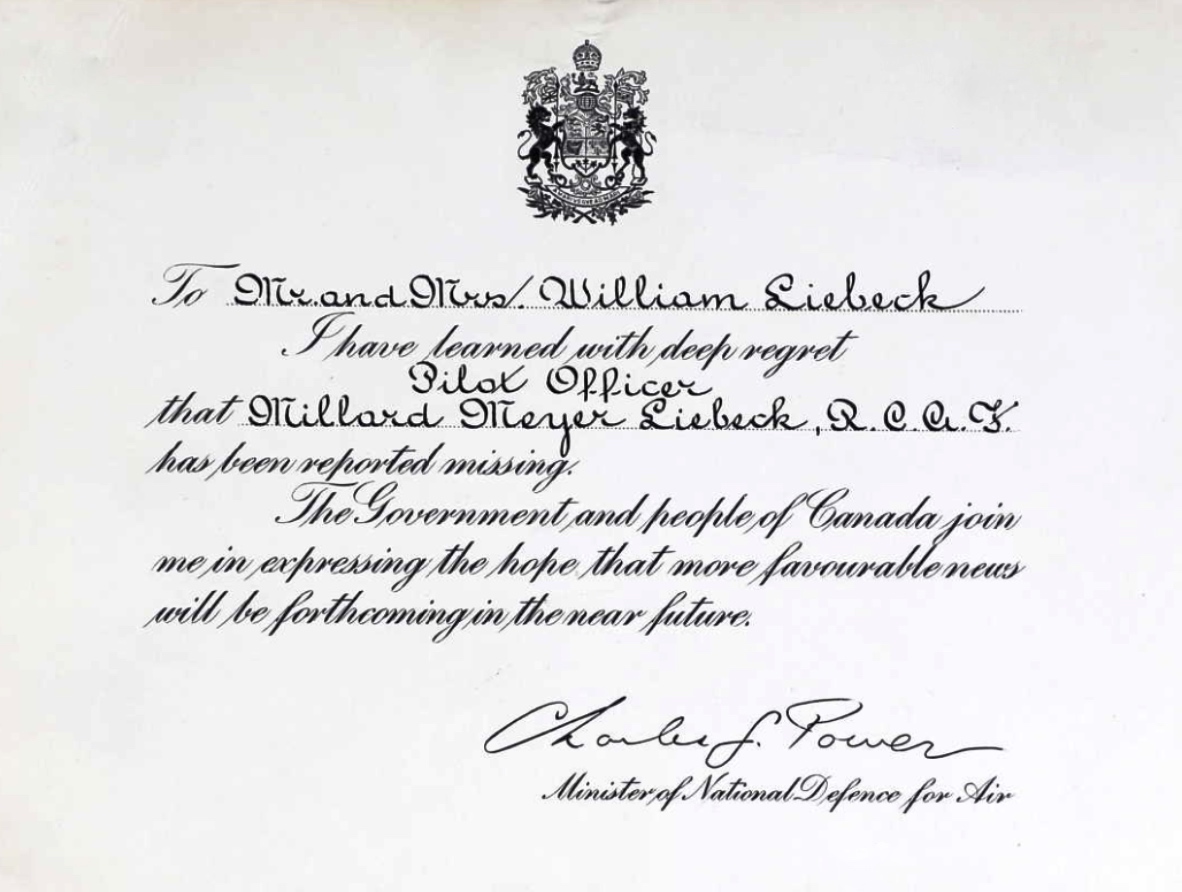 To Mr. and Mrs. William Liebeck
I have learned with deep regret
Pilot Officer
that Millard Meyer Liebeck, R.C.A.F.
has been reported missing.
The Government and people of Canada join
me in expressing the hope that more favourable news
will be forthcoming in the near future.
Charles G. Power
Minister of National Defence for Air